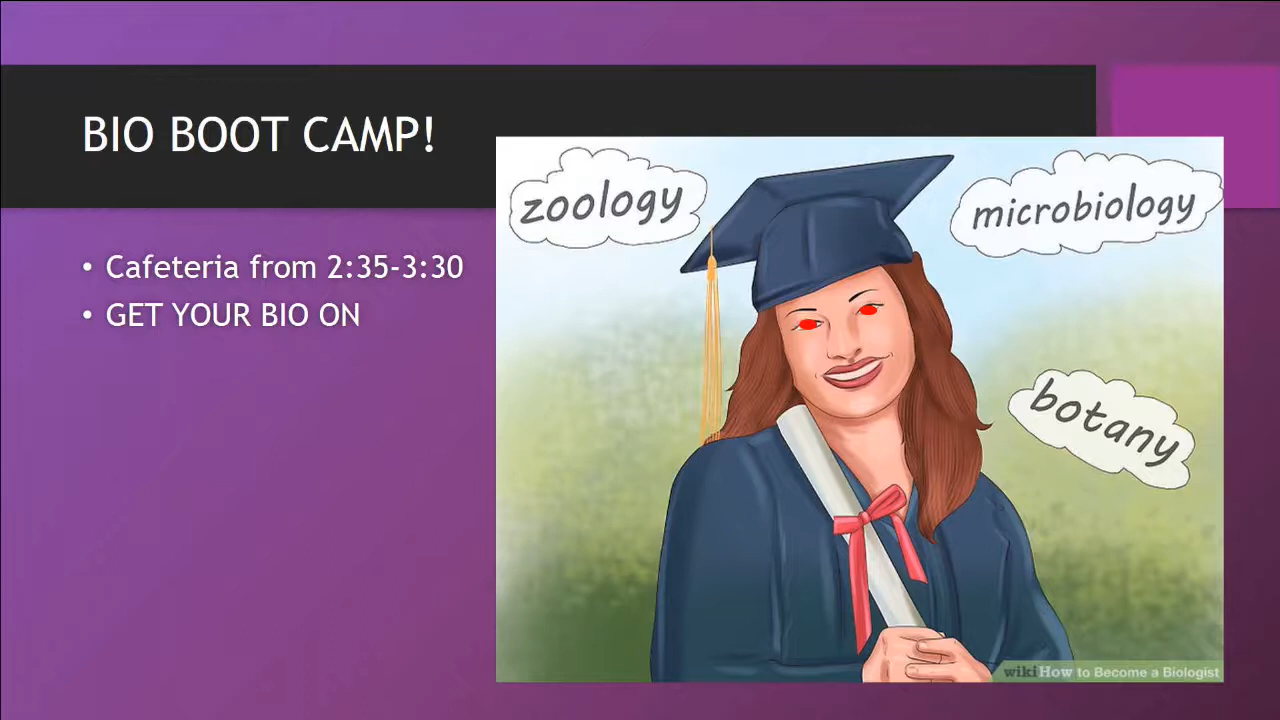 BIO BOOT CAMP!
• Cafeteria from 2:35-3:30
• GET YOUR BIO ON
zoology
microbiology
botany
wikiHow to Become a Biologist